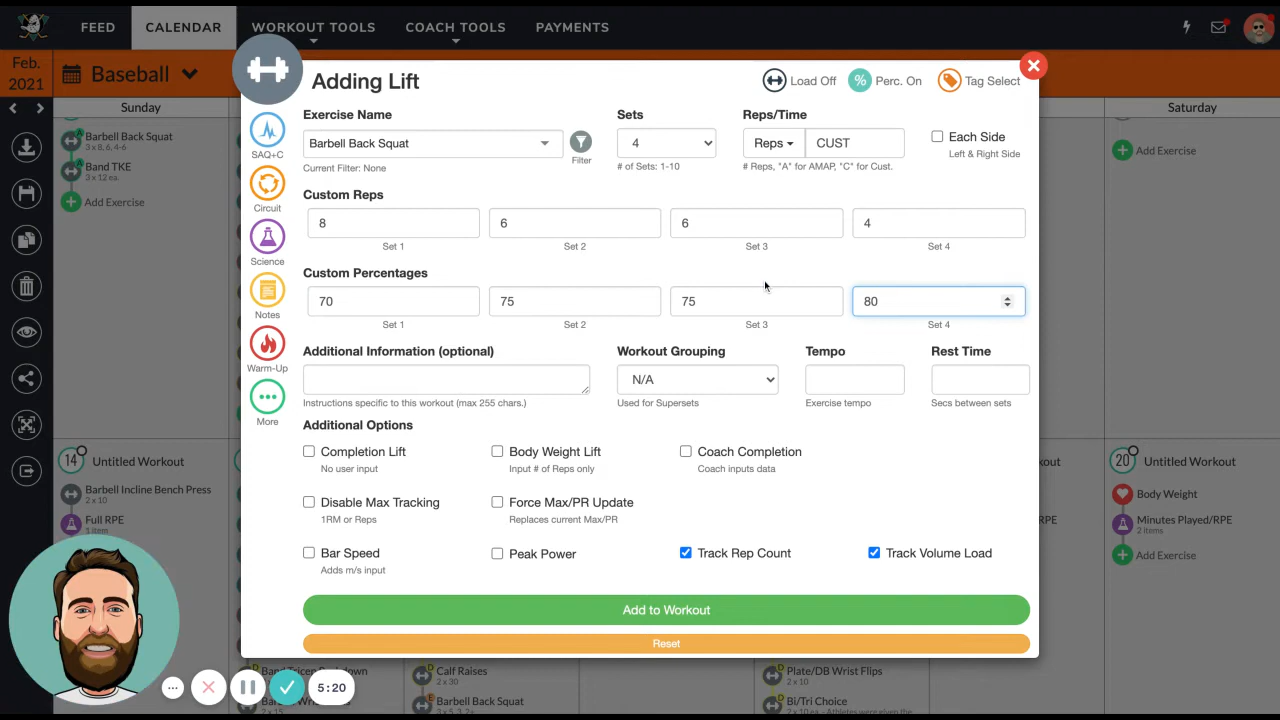 FEED
CALENDAR
WORKOUT TOOLS
COACH TOOLS
PAYMENTS
Feb.
2021
Baseball
Sunday
Saturday
Barbell Back Squat
3 x 8, 6, 4-6
Band TKE
3 x 12 ea.
Add Exercise
Add Exercise
SAQ+C
Circuit
Science
Notes
Warm-Up
More
Adding Lift
Load Off
% Perc. On
Tag Select
Exercise Name
Sets
Reps/Time
Barbell Back Squat
Filter
4
Reps
CUST
Each Side
Left & Right Side
Current Filter: None
# of Sets: 1-10
# Reps, "A" for AMAP, "C" for Cust.
Custom Reps
8
6
6
4
Set 1
Set 2
Set 3
Set 4
Custom Percentages
70
75
75
80
Set 1
Set 2
Set 3
Set 4
Additional Information (optional)
Workout Grouping
Tempo
Rest Time
N/A
Instructions specific to this workout (max 255 chars.)
Used for Supersets
Exercise tempo
Secs between sets
Additional Options
Completion Lift
No user input
Body Weight Lift
Input # of Reps only
Coach Completion
Coach inputs data
Disable Max Tracking
1RM or Reps
Force Max/PR Update
Replaces current Max/PR
Bar Speed
Adds m/s input
Peak Power
Track Rep Count
Track Volume Load
Add to Workout
Reset
14
Untitled Workout
Barbell Incline Bench Press
2 x 10
Full RPE
1 item
20
Untitled Workout
Body Weight
Minutes Played/RPE
2 items
Add Exercise
Calf Raises
2 x 30
Barbell Back Squat
Plate/DB Wrist Flips
2 x 10
Bi/Tri Choice
5:20